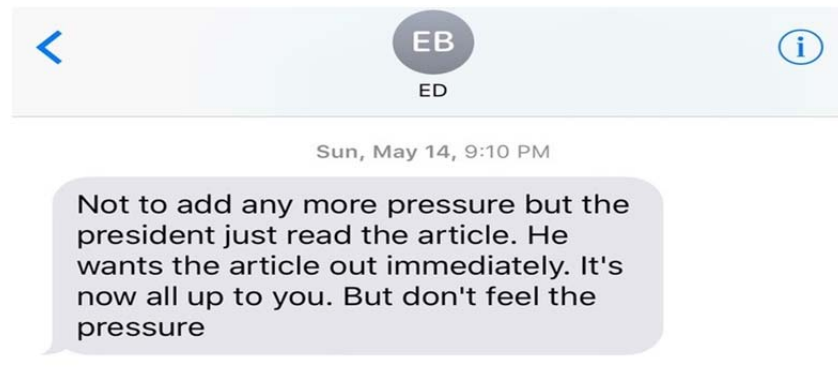 EB
ED
Sun, May 14, 9:10 PM
Not to add any more pressure but the
president just read the article. He
wants the article out immediately. It's
now all up to you. But don't feel the
pressure